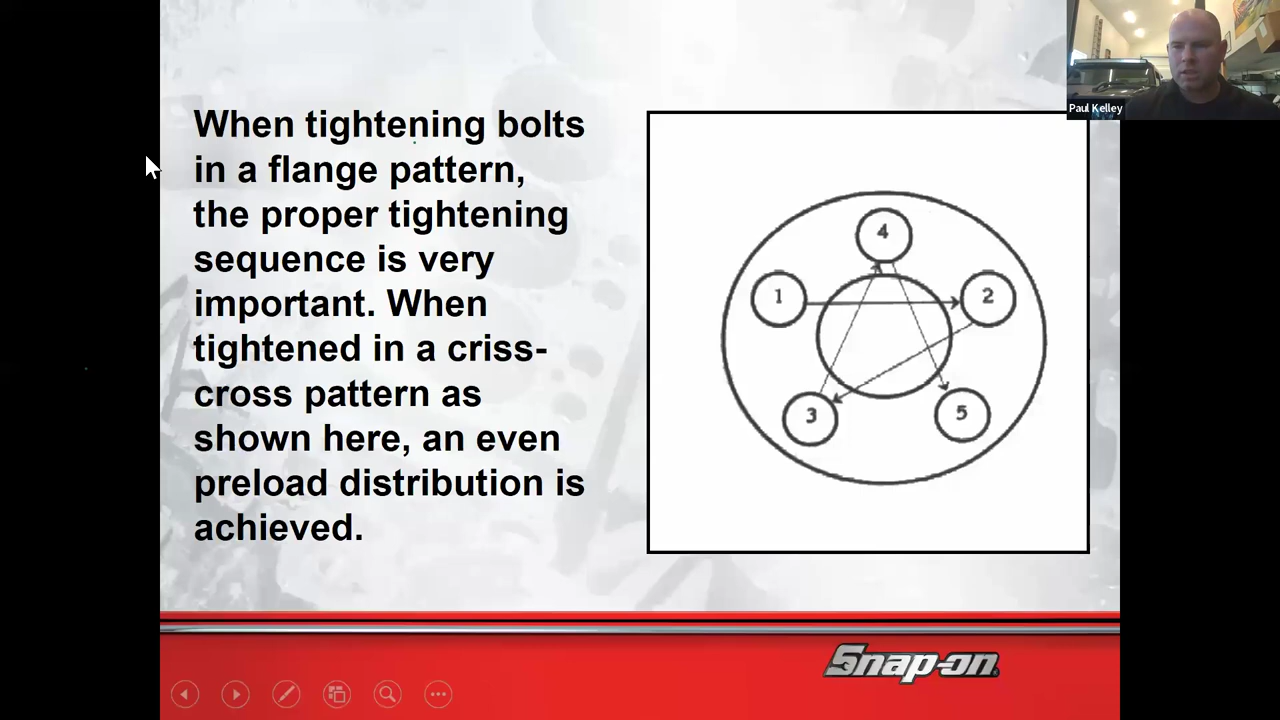 Paul Kelley
When tightening bolts
in a flange pattern,
the proper tightening
sequence is very
important. When
tightened in a criss-
cross pattern as
shown here, an even
preload distribution is
achieved.
4
1
2
3
5
Snap-on